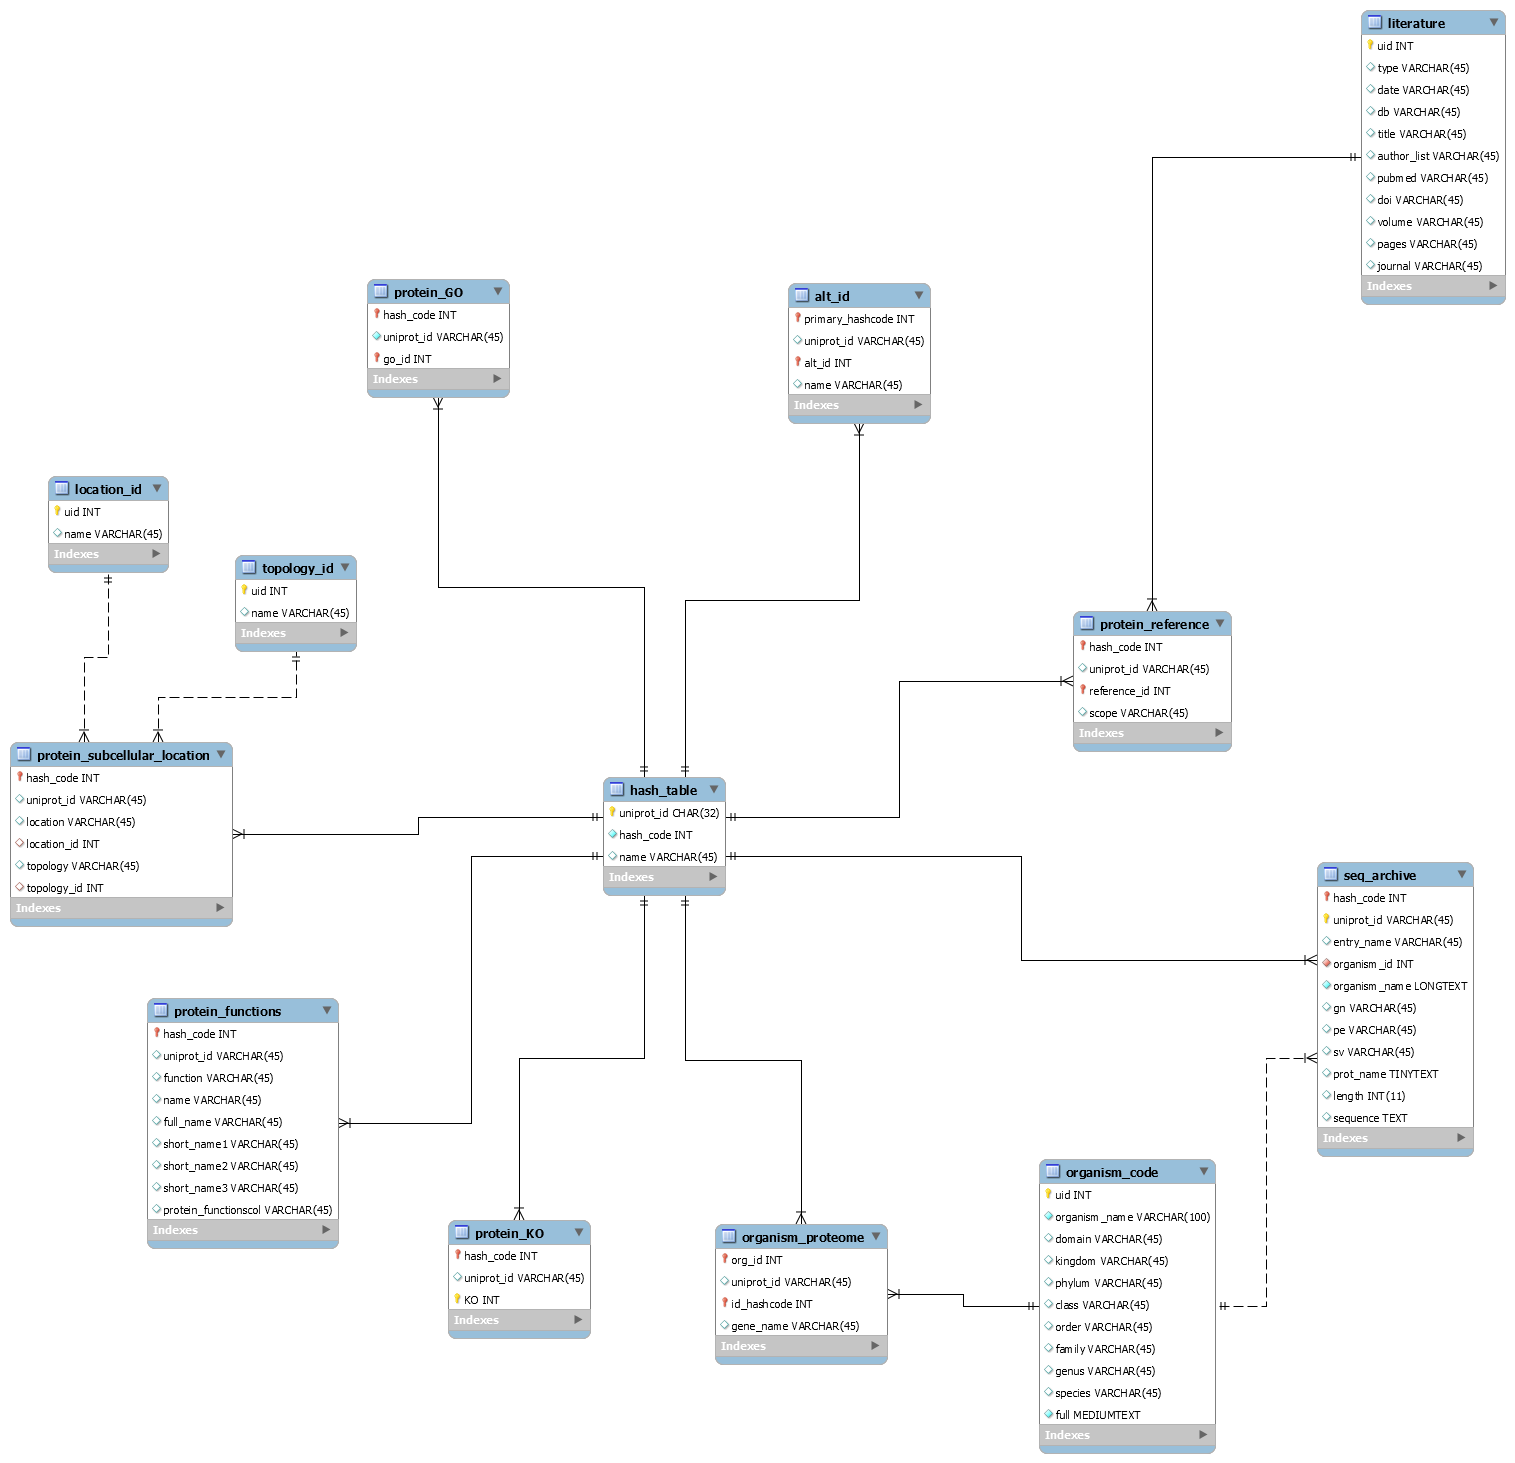 literature
uid INT
type VARCHAR(45)
date VARCHAR(45)
db VARCHAR(45)
title VARCHAR(45)
author_list VARCHAR(45)
pubmed VARCHAR(45)
doi VARCHAR(45)
volume VARCHAR(45)
pages VARCHAR(45)
journal VARCHAR(45)
Indexes
protein_GO
hash_code INT
uniprot_id VARCHAR(45)
go_id INT
Indexes
alt_id
primary_hashcode INT
uniprot_id VARCHAR(45)
alt_id INT
name VARCHAR(45)
Indexes
location_id
uid INT
name VARCHAR(45)
Indexes
topology_id
uid INT
name VARCHAR(45)
Indexes
protein_reference
hash_code INT
uniprot_id VARCHAR(45)
reference_id INT
scope VARCHAR(45)
Indexes
protein_subcellular_location
hash_code INT
uniprot_id VARCHAR(45)
location VARCHAR(45)
location_id INT
topology VARCHAR(45)
topology_id INT
Indexes
hash_table
uniprot_id CHAR(32)
hash_code INT
name VARCHAR(45)
Indexes
seq_archive
hash_code INT
uniprot_id VARCHAR(45)
entry_name VARCHAR(45)
organism_id INT
organism_name LONGTEXT
gn VARCHAR(45)
pe VARCHAR(45)
sv VARCHAR(45)
prot_name TINYTEXT
length INT(11)
sequence TEXT
Indexes
protein_functions
hash_code INT
uniprot_id VARCHAR(45)
function VARCHAR(45)
name VARCHAR(45)
full_name VARCHAR(45)
short_name1 VARCHAR(45)
short_name2 VARCHAR(45)
short_name3 VARCHAR(45)
protein_functionscol VARCHAR(45)
Indexes
protein_KO
hash_code INT
uniprot_id VARCHAR(45)
KO INT
Indexes
organism_proteome
org_id INT
uniprot_id VARCHAR(45)
id_hashcode INT
gene_name VARCHAR(45)
Indexes
organism_code
uid INT
organism_name VARCHAR(100)
domain VARCHAR(45)
kingdom VARCHAR(45)
phylum VARCHAR(45)
class VARCHAR(45)
order VARCHAR(45)
family VARCHAR(45)
genus VARCHAR(45)
species VARCHAR(45)
full MEDIUMTEXT
Indexes